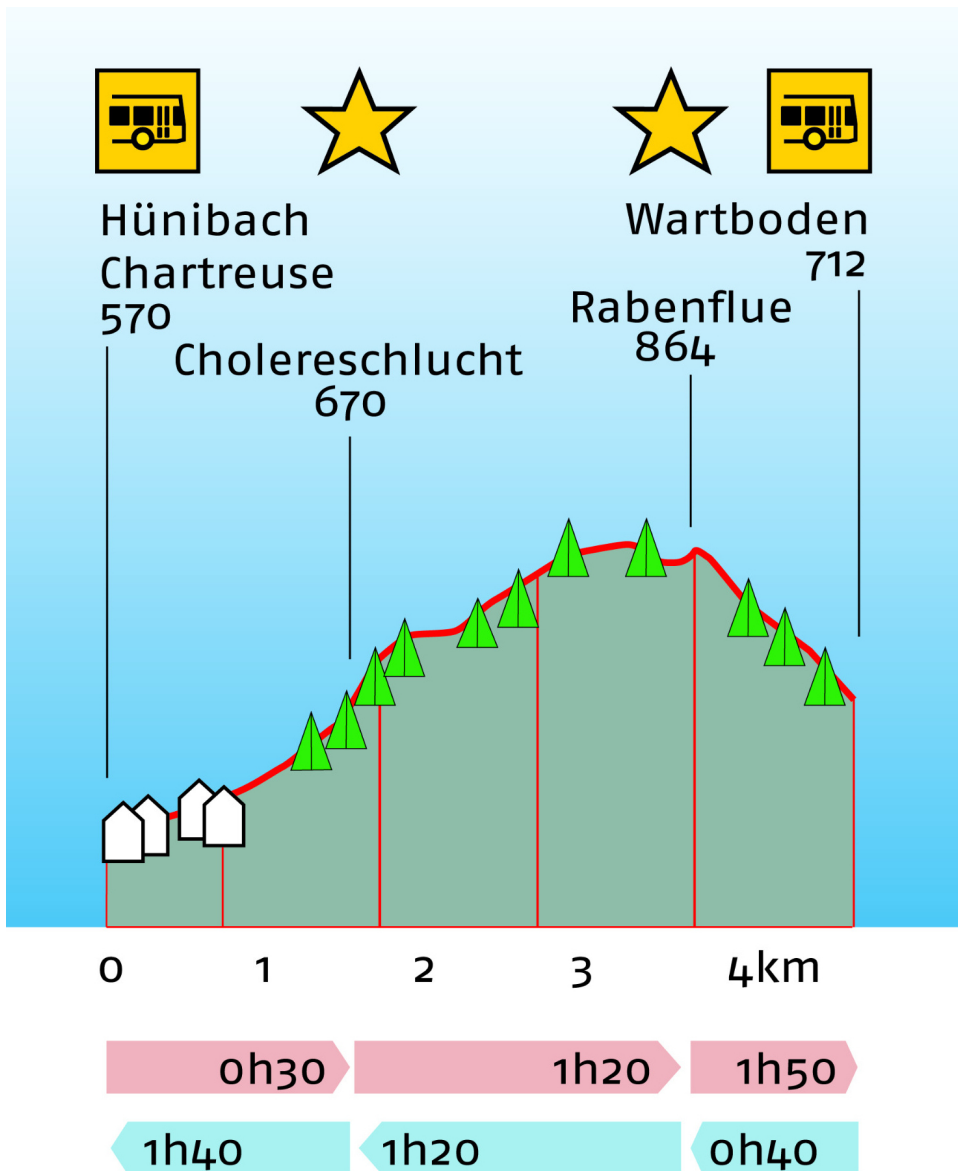 Hünibach
Chartreuse
570
Wartboden
712
Rabenflue
864
Cholereschlucht
670
0 1 2 3 4km
0h30 1h20 1h50
1h40 1h20 0h40